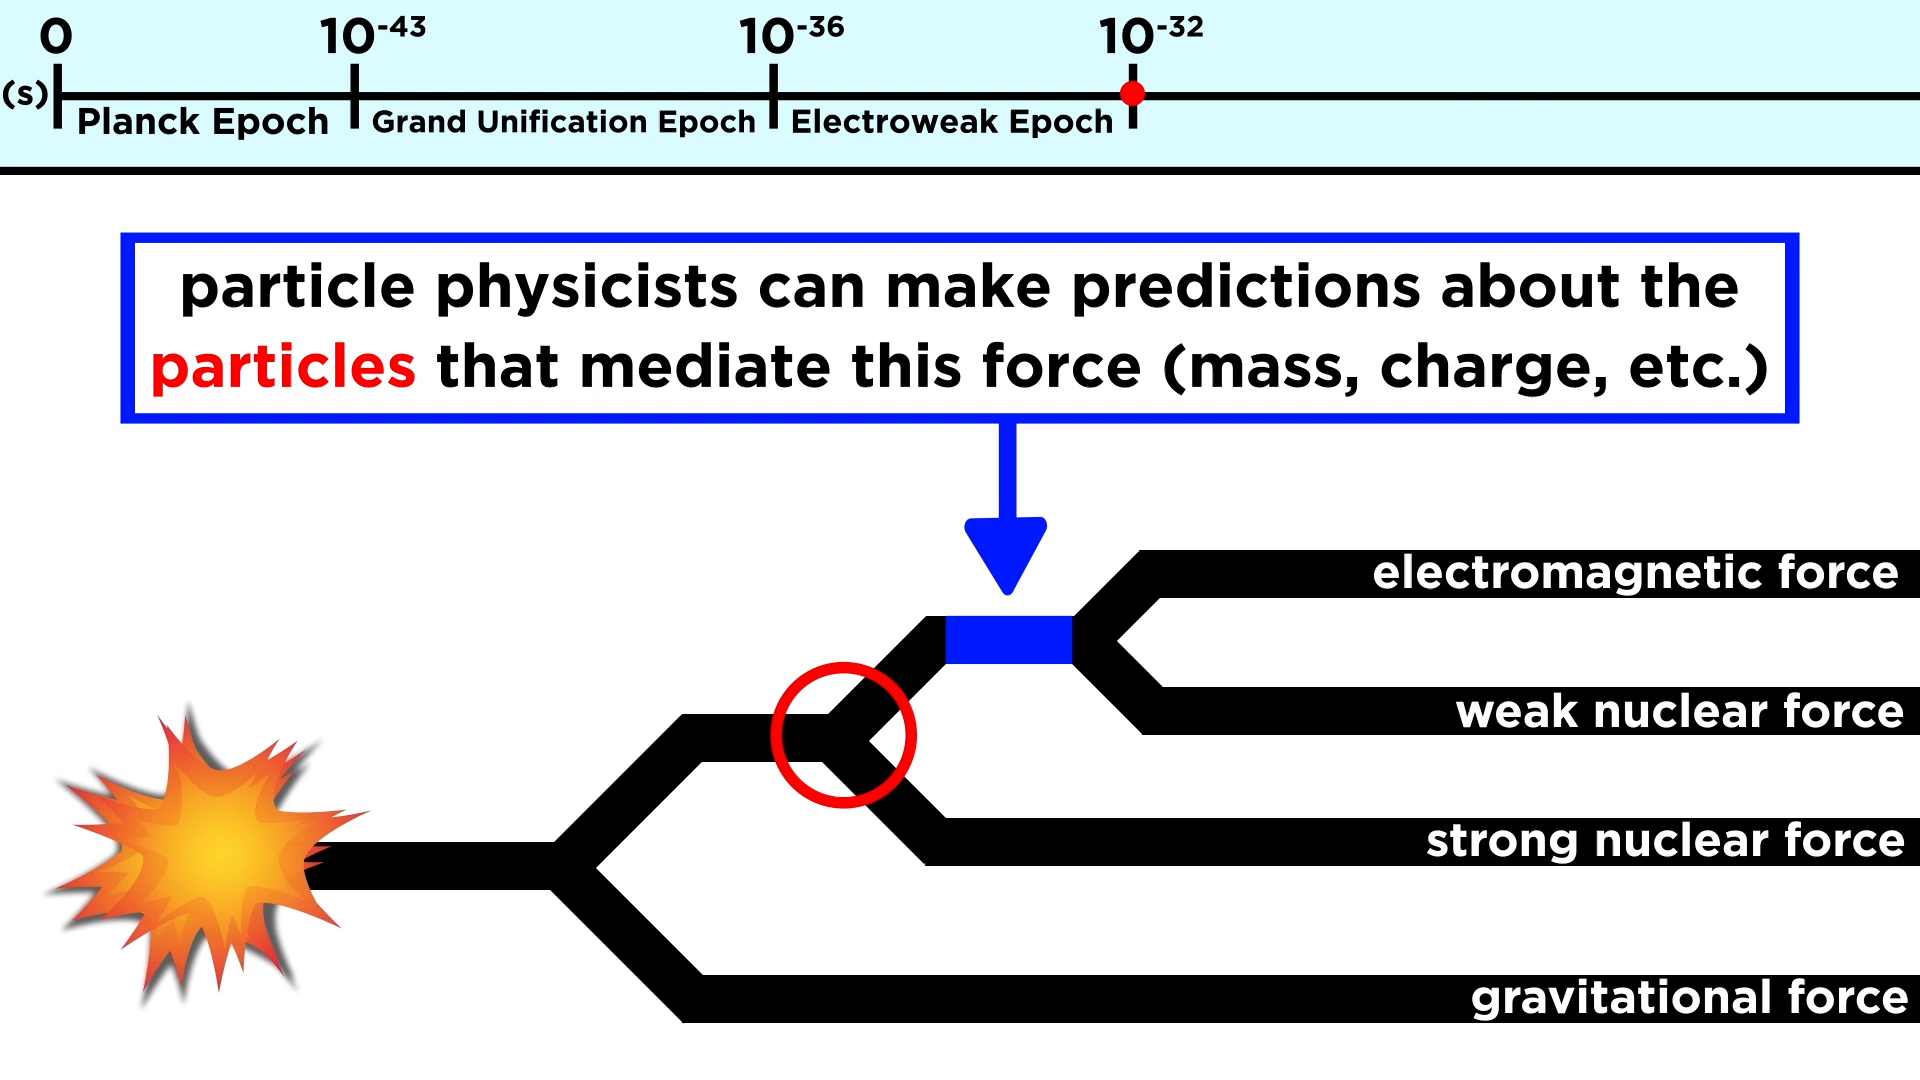 0 10⁻⁴³ 10⁻³⁶ 10⁻³²
(s)
Planck Epoch Grand Unification Epoch Electroweak Epoch
particle physicists can make predictions about the
particles that mediate this force (mass, charge, etc.)
electromagnetic force
weak nuclear force
strong nuclear force
gravitational force